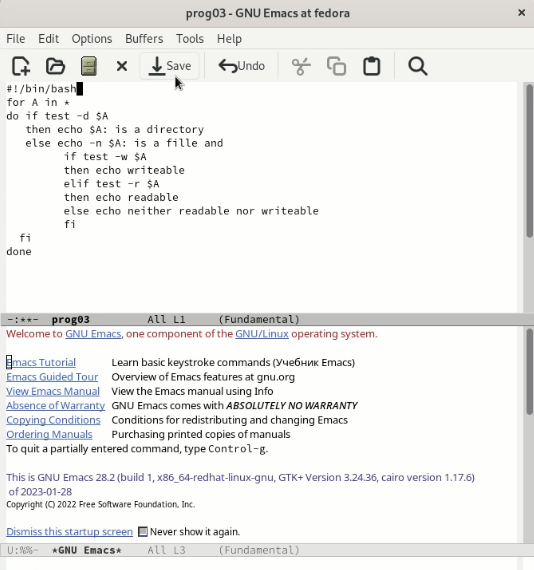 prog03 - GNU Emacs at fedora
File Edit Options Buffers Tools Help
Save Undo
#!/bin/bash
for A in *
do if test -d $A
   then echo $A: is a directory
   else echo -n $A: is a fille and
         if test -w $A
         then echo writeable
         elif test -r $A
         then echo readable
         else echo neither readable nor writeable
         fi
  fi
done
-:**-  prog03         All L1     (Fundamental)
Welcome to GNU Emacs, one component of the GNU/Linux operating system.
Emacs Tutorial Learn basic keystroke commands (Учебник Emacs)
Emacs Guided Tour Overview of Emacs features at gnu.org
View Emacs Manual View the Emacs manual using Info
Absence of Warranty GNU Emacs comes with ABSOLUTELY NO WARRANTY
Copying Conditions Conditions for redistributing and changing Emacs
Ordering Manuals Purchasing printed copies of manuals
To quit a partially entered command, type Control-g.
This is GNU Emacs 28.2 (build 1, x86_64-redhat-linux-gnu, GTK+ Version 3.24.36, cairo version 1.17.6)
of 2023-01-28
Copyright (C) 2022 Free Software Foundation, Inc.
Dismiss this startup screen Never show it again.
U:%%-  *GNU Emacs*    All L3     (Fundamental)